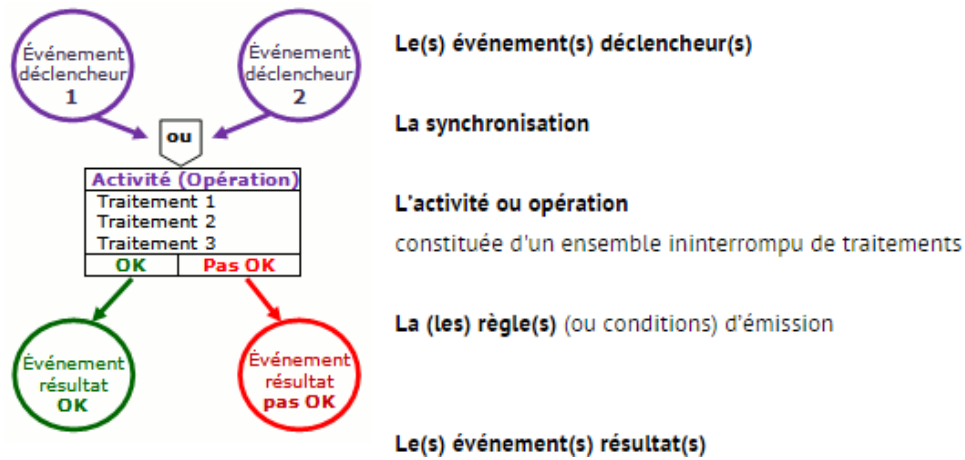 Événement
déclencheur
1
Événement
déclencheur
2
Le(s) événement(s) déclencheur(s)
ou
La synchronisation
Activité (Opération)
Traitement 1
Traitement 2
Traitement 3
OK
Pas OK
L'activité ou opération
constituée d'un ensemble ininterrompu de traitements
La (les) règle(s) (ou conditions) d'émission
Événement
résultat
OK
Événement
résultat
pas OK
Le(s) événement(s) résultat(s)